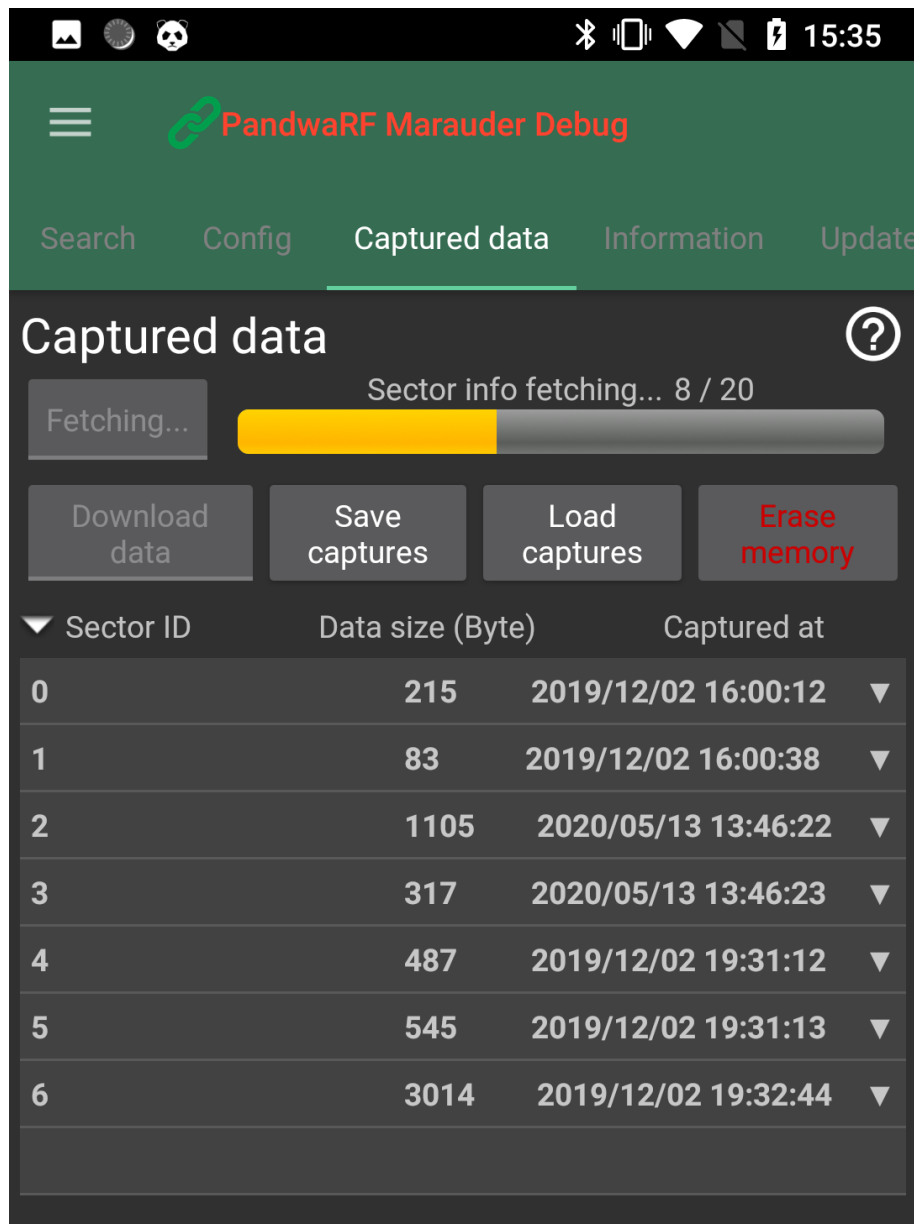 15:35
PandwaRF Marauder Debug
Search Config Captured data Information Update
Captured data
Sector info fetching... 8 / 20
Fetching...
Download data
Save captures
Load captures
Erase memory
Sector ID Data size (Byte) Captured at
0 215 2019/12/02 16:00:12
1 83 2019/12/02 16:00:38
2 1105 2020/05/13 13:46:22
3 317 2020/05/13 13:46:23
4 487 2019/12/02 19:31:12
5 545 2019/12/02 19:31:13
6 3014 2019/12/02 19:32:44